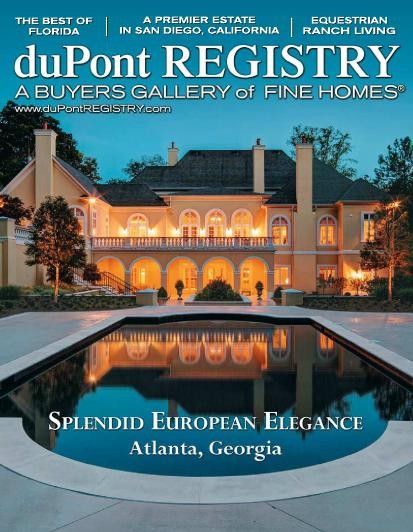 THE BEST OF
FLORIDA
A PREMIER ESTATE
IN SAN DIEGO, CALIFORNIA
EQUESTRIAN
RANCH LIVING
duPont REGISTRY
A BUYERS GALLERY of FINE HOMES®
www.duPontREGISTRY.com
SPLENDID EUROPEAN ELEGANCE
Atlanta, Georgia